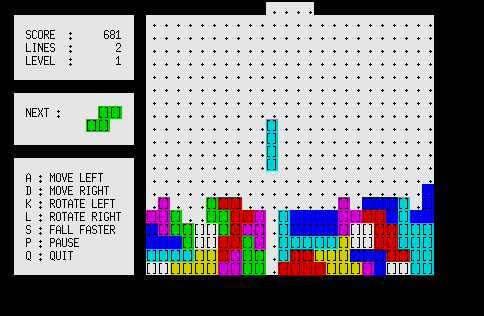 SCORE : 681
LINES : 2
LEVEL : 1
NEXT :
A : MOVE LEFT
D : MOVE RIGHT
K : ROTATE LEFT
L : ROTATE RIGHT
S : FALL FASTER
P : PAUSE
Q : QUIT